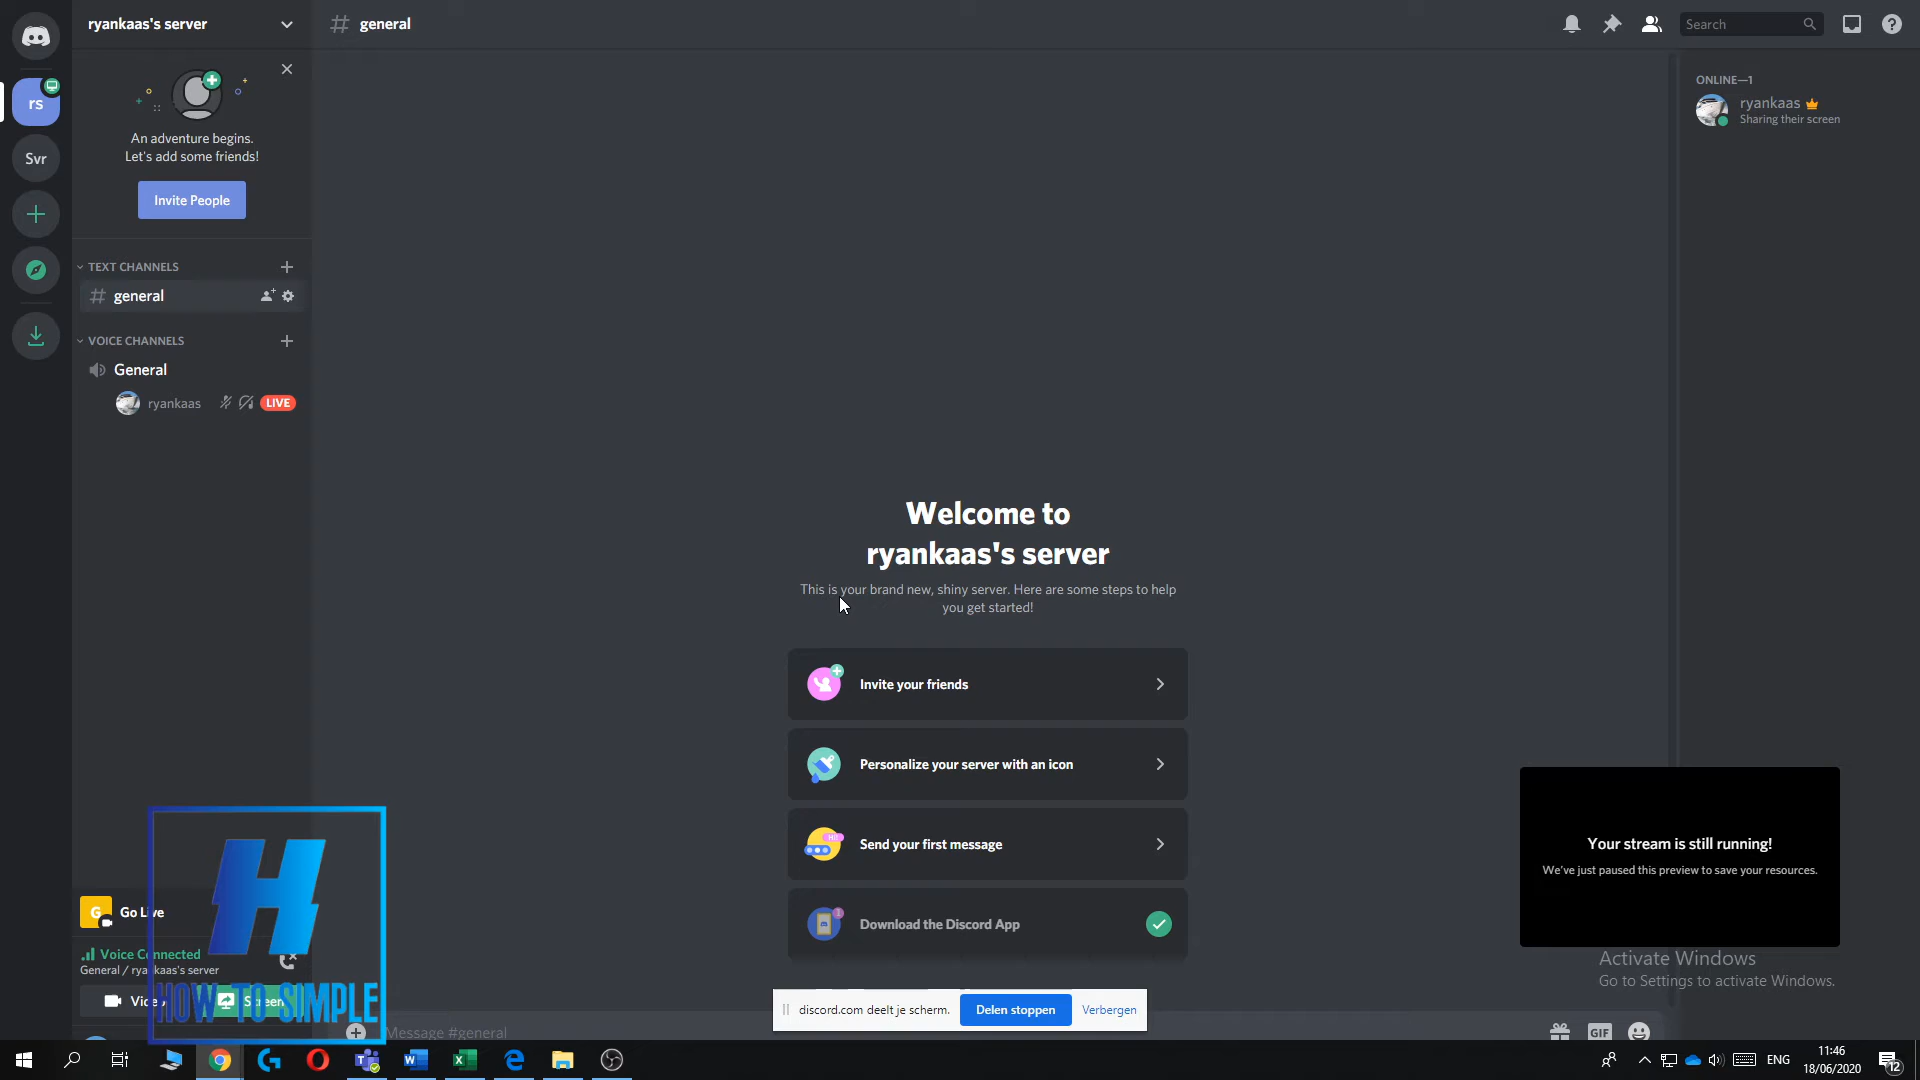 ryankaas's server
general
Search
rs
Svr
An adventure begins.
Let's add some friends!
Invite People
TEXT CHANNELS
general
VOICE CHANNELS
General
ryankaas
LIVE
ONLINE—1
ryankaas
Sharing their screen
Welcome to
ryankaas's server
This is your brand new, shiny server. Here are some steps to help
you get started!
Invite your friends
Personalize your server with an icon
Send your first message
Download the Discord App
Your stream is still running!
We've just paused this preview to save your resources.
Activate Windows
Go to Settings to activate Windows.
G
Go Live
Voice Connected
General / ryankaas's server
Video
Screen
H
HOW TO SIMPLE
discord.com deelt je scherm.
Delen stoppen
Verbergen
Message #general
GIF
ENG
11:46
18/06/2020
12